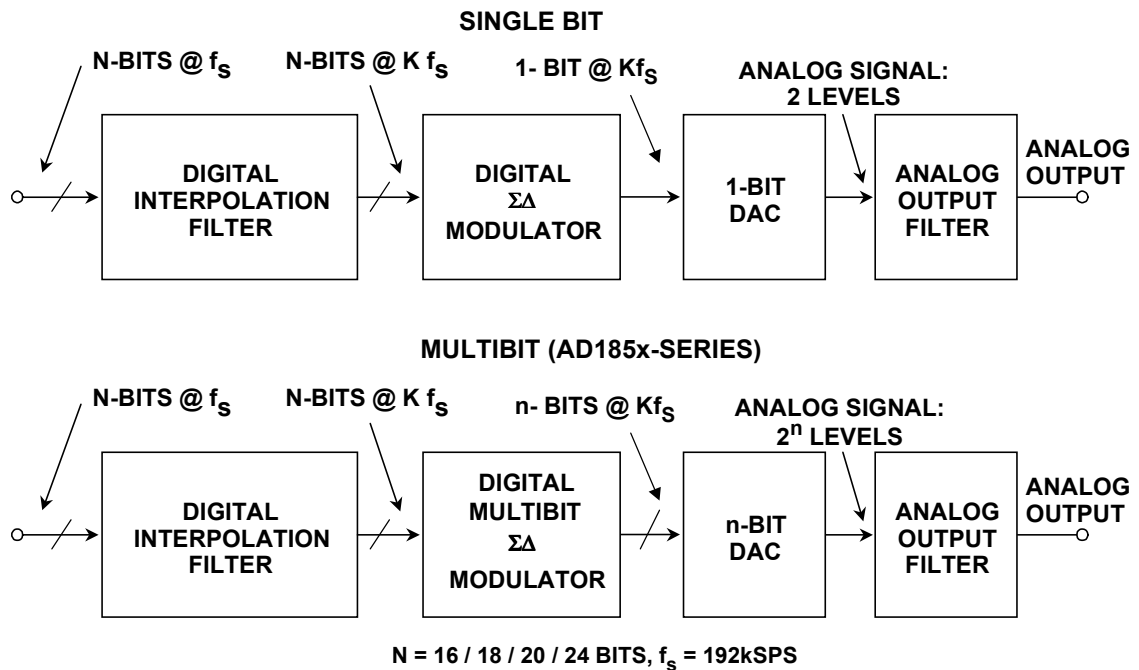 SINGLE BIT
N-BITS @ fs
N-BITS @ K fs
1- BIT @ KfS
ANALOG SIGNAL:
2 LEVELS
DIGITAL
INTERPOLATION
FILTER
DIGITAL
ΣΔ
MODULATOR
1-BIT
DAC
ANALOG
OUTPUT
FILTER
ANALOG
OUTPUT
MULTIBIT (AD185x-SERIES)
N-BITS @ fs
N-BITS @ K fs
n- BITS @ KfS
ANALOG SIGNAL:
2n LEVELS
DIGITAL
INTERPOLATION
FILTER
DIGITAL
MULTIBIT
ΣΔ
MODULATOR
n-BIT
DAC
ANALOG
OUTPUT
FILTER
ANALOG
OUTPUT
N = 16 / 18 / 20 / 24 BITS, fs = 192kSPS